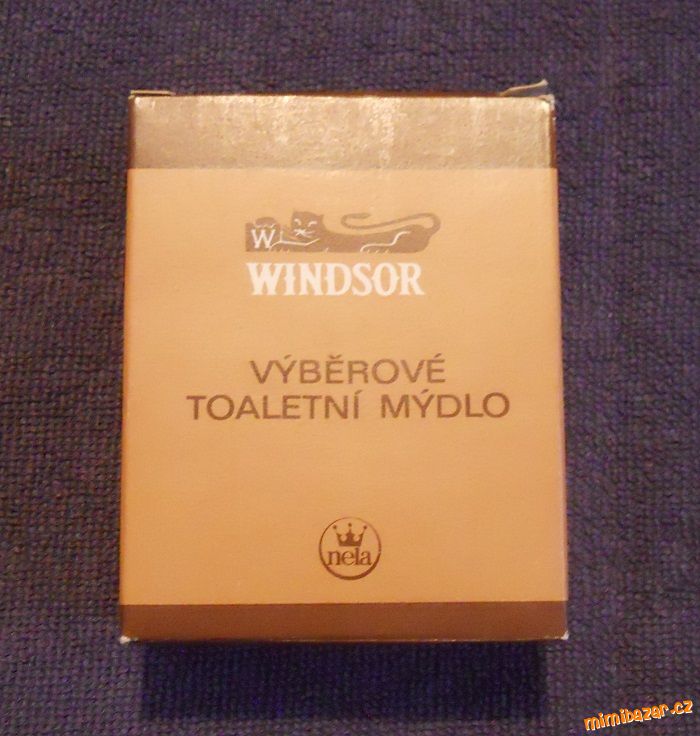 W
WINDSOR
VÝBĚROVÉ
TOALETNÍ MÝDLO
nela
mimibazar.cz